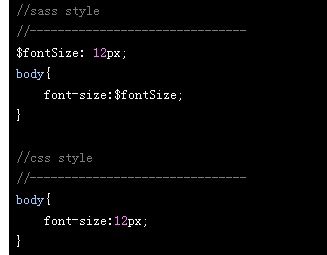 //sass style
//-------------------------------
$fontSize: 12px;
body{
    font-size:$fontSize;
}
//css style
//-------------------------------
body{
    font-size:12px;
}